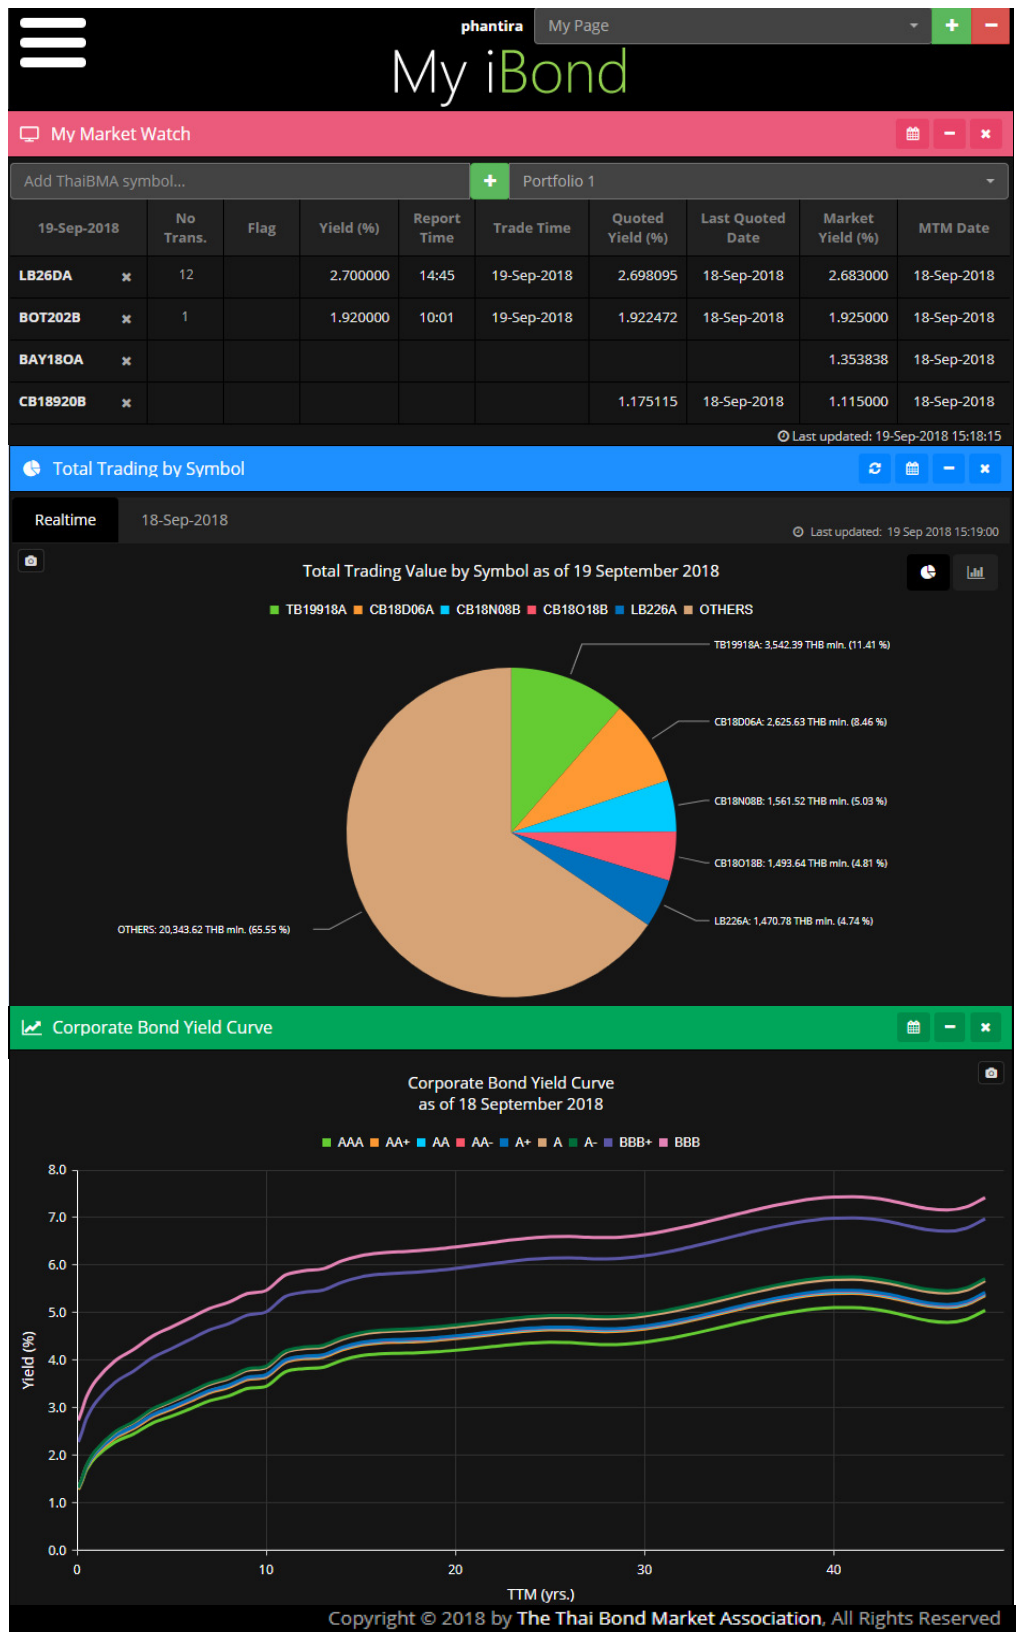 phantira My Page
My iBond
My Market Watch
Add ThaiBMA symbol... Portfolio 1
19-Sep-2018 No Trans. Flag Yield (%) Report Time Trade Time Quoted Yield (%) Last Quoted Date Market Yield (%) MTM Date
LB26DA 12 2.700000 14:45 19-Sep-2018 2.698095 18-Sep-2018 2.683000 18-Sep-2018
BOT202B 1 1.920000 10:01 19-Sep-2018 1.922472 18-Sep-2018 1.925000 18-Sep-2018
BAY18OA 1.353838 18-Sep-2018
CB18920B 1.175115 18-Sep-2018 1.115000 18-Sep-2018
Last updated: 19-Sep-2018 15:18:15
Total Trading by Symbol
Realtime 18-Sep-2018
Last updated: 19 Sep 2018 15:19:00
Total Trading Value by Symbol as of 19 September 2018
TB19918A CB18D06A CB18N08B CB18O18B LB226A OTHERS
TB19918A: 3,542.39 THB mln. (11.41 %)
CB18D06A: 2,625.63 THB mln. (8.46 %)
CB18N08B: 1,561.52 THB mln. (5.03 %)
CB18O18B: 1,493.64 THB mln. (4.81 %)
LB226A: 1,470.78 THB mln. (4.74 %)
OTHERS: 20,343.62 THB mln. (65.55 %)
Corporate Bond Yield Curve
Corporate Bond Yield Curve
as of 18 September 2018
AAA AA+ AA AA- A+ A A- BBB+ BBB
8.0
7.0
6.0
5.0
4.0
3.0
2.0
1.0
0.0
Yield (%)
0 10 20 30 40
TTM (yrs.)
Copyright © 2018 by The Thai Bond Market Association, All Rights Reserved